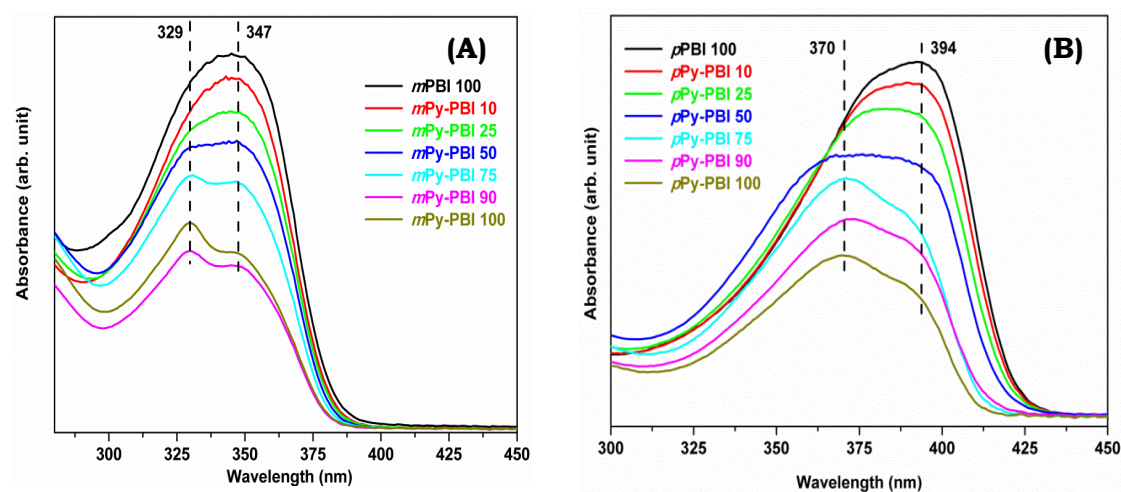 329
347
(A)
mPBI 100
mPy-PBI 10
mPy-PBI 25
mPy-PBI 50
mPy-PBI 75
mPy-PBI 90
mPy-PBI 100
Absorbance (arb. unit)
300 325 350 375 400 425 450
Wavelength (nm)
370
394
(B)
pPBI 100
pPy-PBI 10
pPy-PBI 25
pPy-PBI 50
pPy-PBI 75
pPy-PBI 90
pPy-PBI 100
Absorbance (arb. unit)
300 325 350 375 400 425 450
Wavelength (nm)